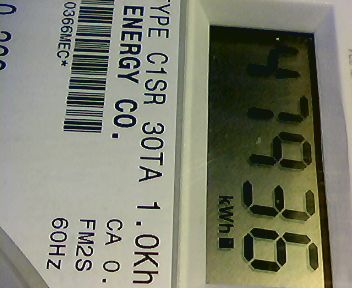 47936
kWh
TYPE C1SR 30TA 1.0Kh
ENERGY CO.
CA 0.
FM2S
0366MEC*
60HZ